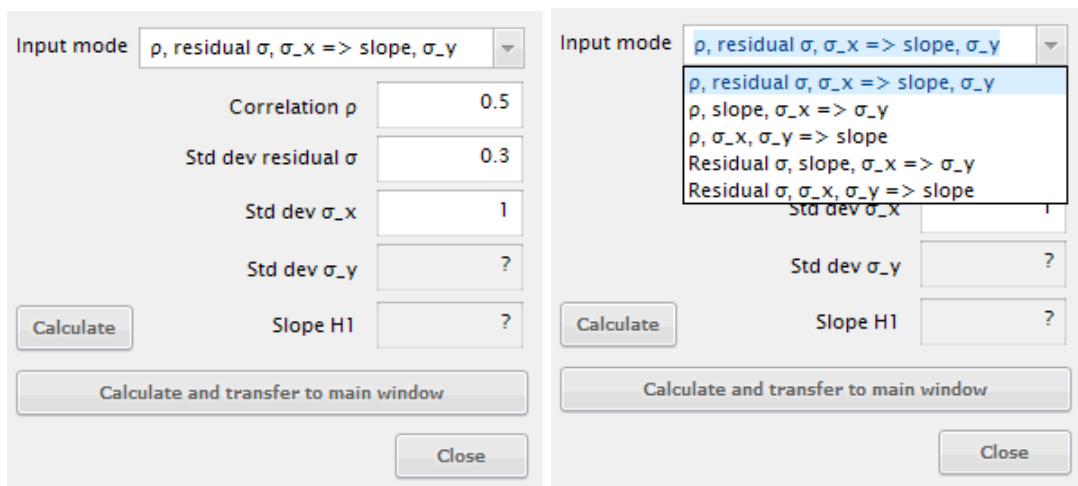 Input mode ρ, residual σ, σ_x => slope, σ_y
Correlation ρ 0.5
Std dev residual σ 0.3
Std dev σ_x 1
Std dev σ_y ?
Calculate Slope H1 ?
Calculate and transfer to main window
Close
Input mode ρ, residual σ, σ_x => slope, σ_y
ρ, residual σ, σ_x => slope, σ_y
ρ, slope, σ_x => σ_y
ρ, σ_x, σ_y => slope
Residual σ, slope, σ_x => σ_y
Residual σ, σ_x, σ_y => slope
Std dev σ_x 1
Std dev σ_y ?
Calculate Slope H1 ?
Calculate and transfer to main window
Close